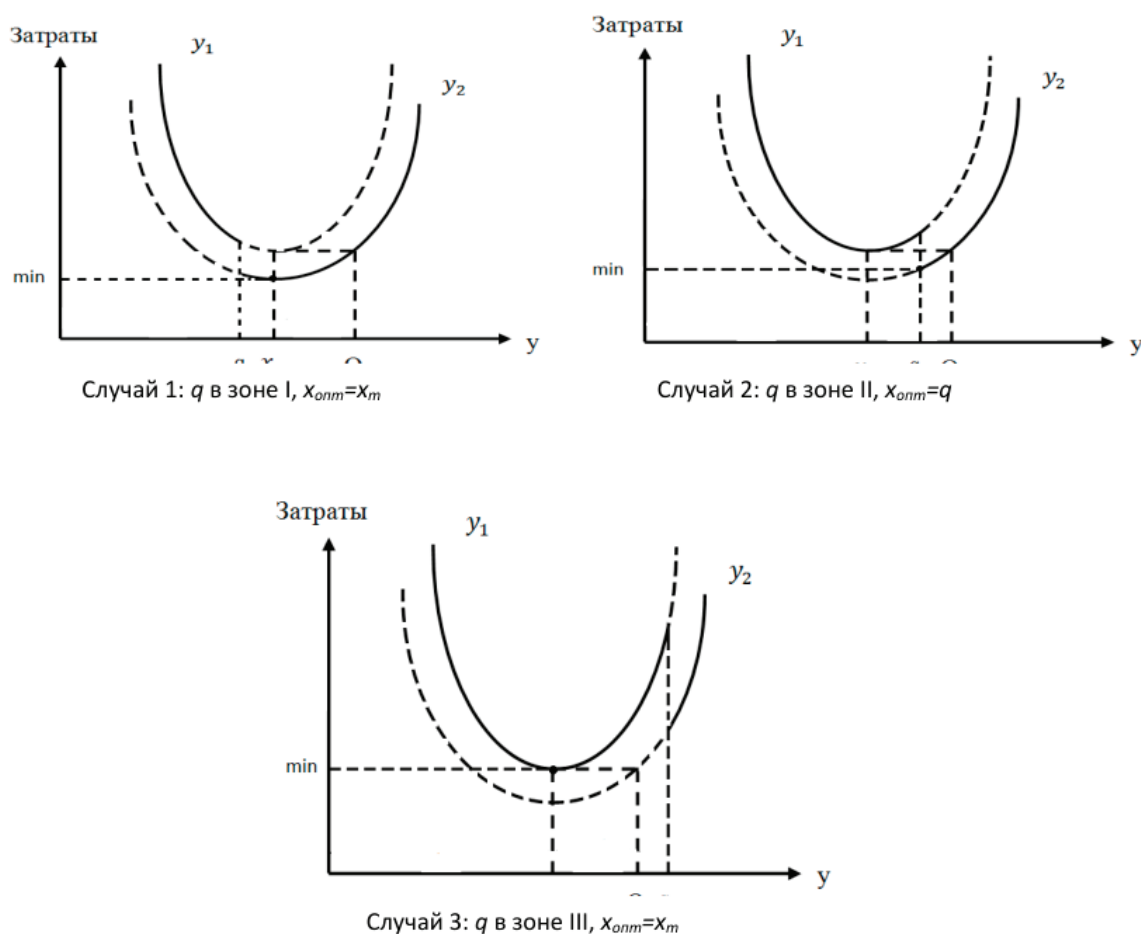 Затраты
y₁
y₂
min
y
Случай 1: q в зоне I, xопт=xm
Затраты
y₁
y₂
min
y
Случай 2: q в зоне II, xопт=q
Затраты
y₁
y₂
min
y
Случай 3: q в зоне III, xопт=xm